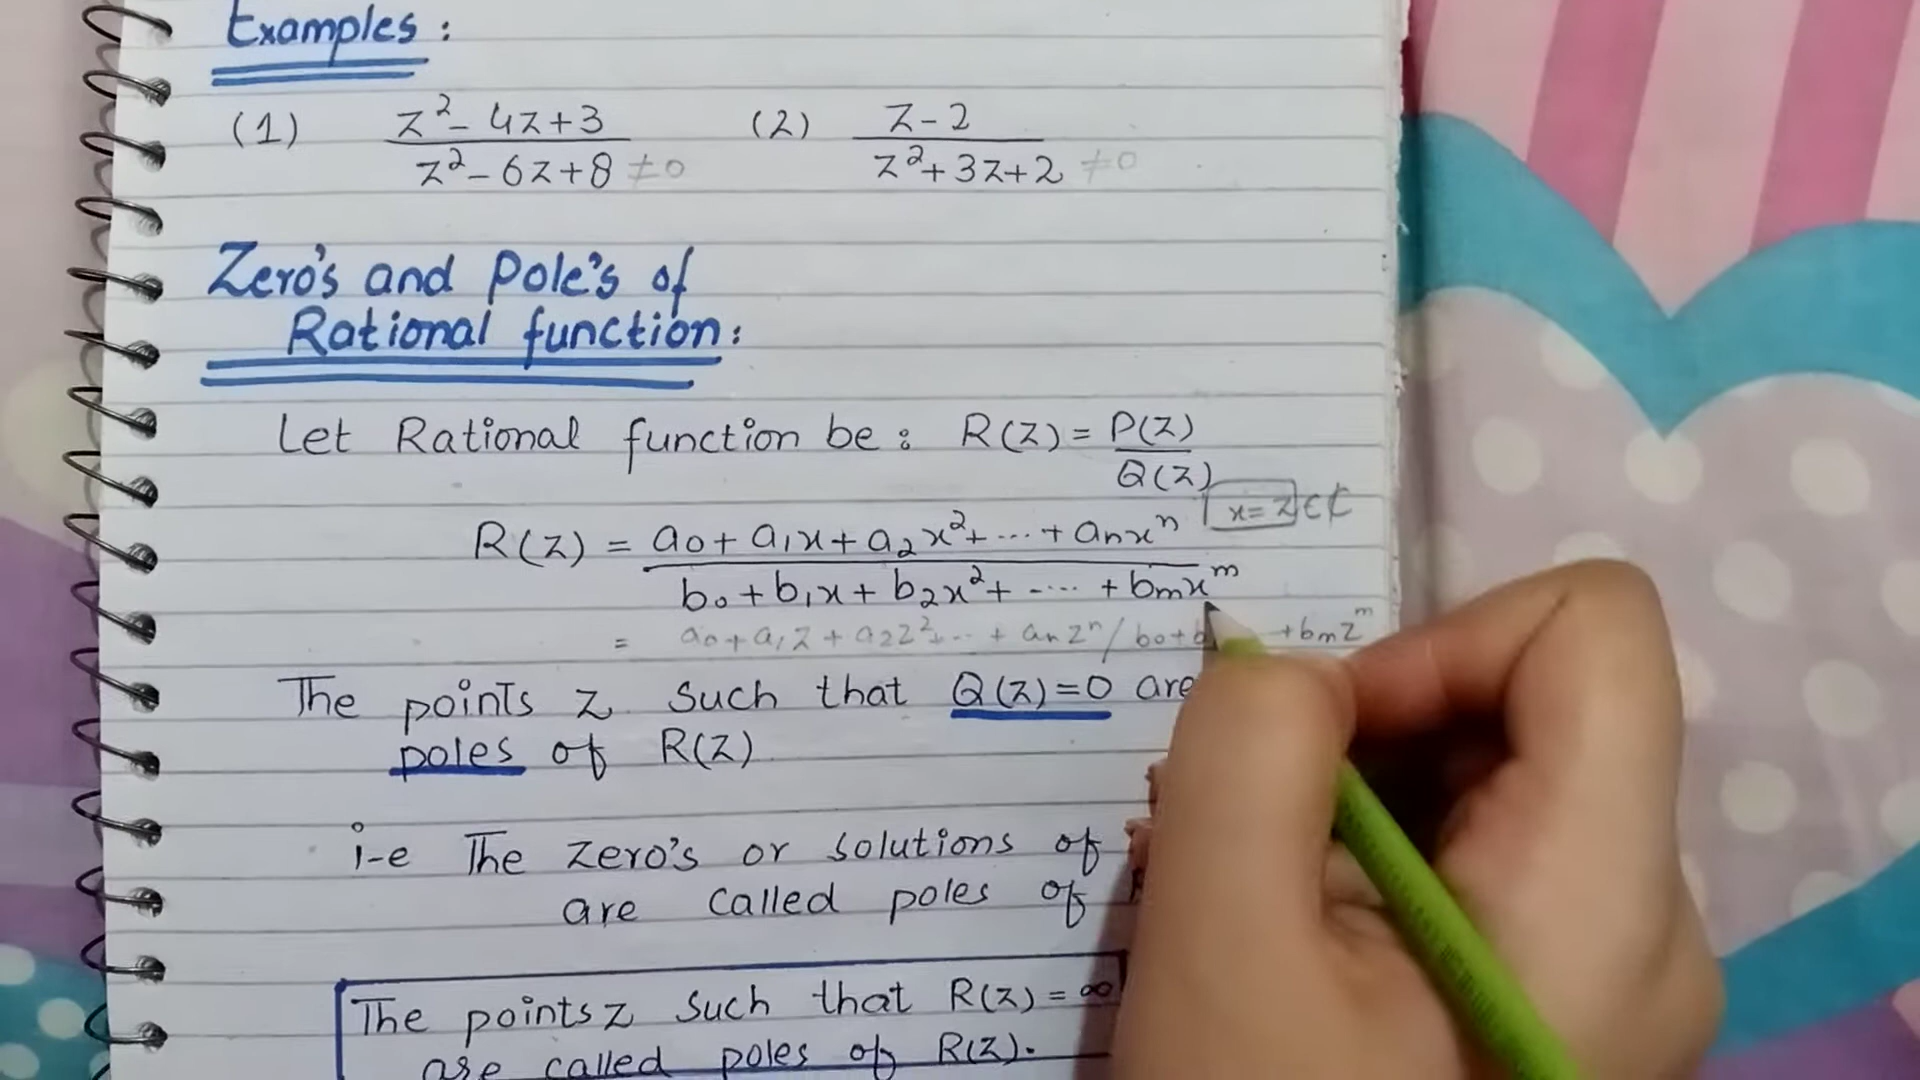 Examples :
(1) z² - 4z + 3 / z² - 6z + 8 ≠ 0 (2) z - 2 / z² + 3z + 2 ≠ 0
Zero's and Pole's of
Rational function :
Let Rational function be : R(z) = P(z) / Q(z)
x = z ∈ ℂ
R(z) = a₀ + a₁x + a₂x² + ... + aₙxⁿ / b₀ + b₁x + b₂x² + - ... + bₘxᵐ
= a₀ + a₁z + a₂z² + ... + aₙzⁿ / b₀ + + bₘzᵐ
The points z such that Q(z) = 0 are
poles of R(z)
i-e The zero's or solutions of
are called poles of
The points z such that R(z) = ∞
are called poles of R(z).